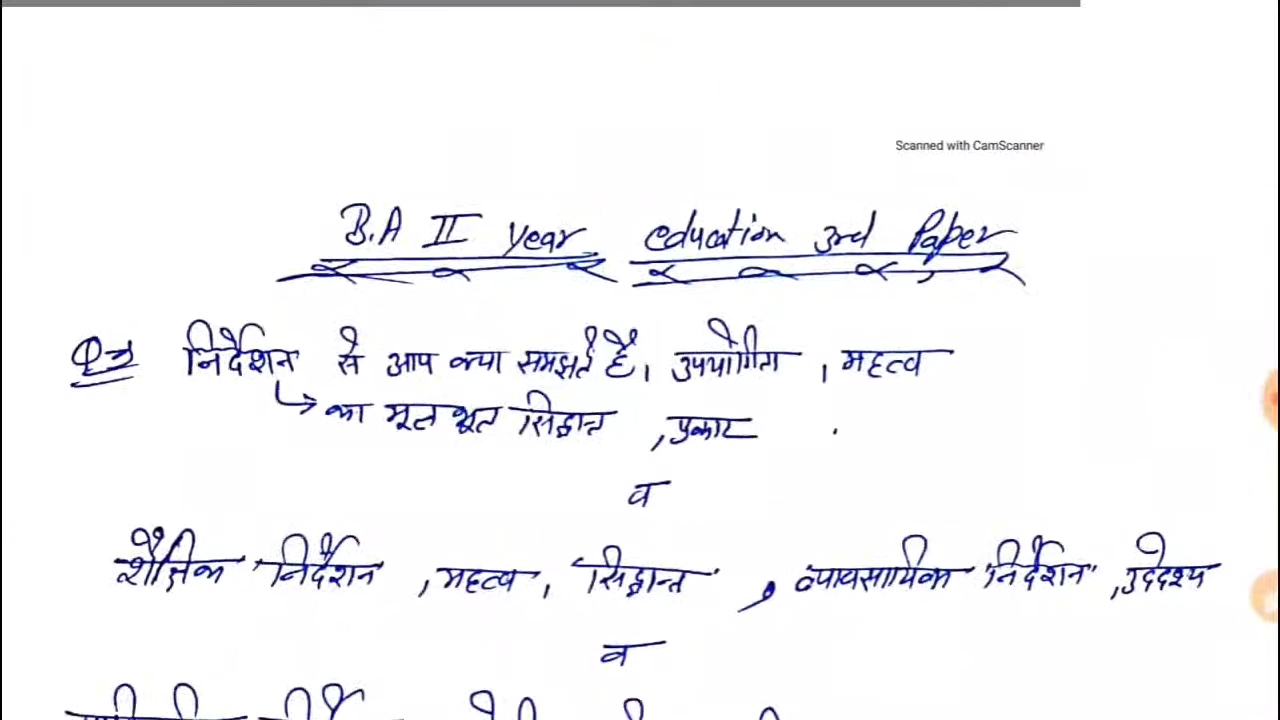 Scanned with CamScanner
B.A II year education 3rd Paper
निर्देशन से आप क्या समझते है, उपयोगिता, महत्व
का मूल भूत सिद्धान्त, प्रकार
व
शैक्षिक निर्देशन, महत्व, सिद्धान्त, व्यावसायिक निर्देशन, उद्देश्य
व